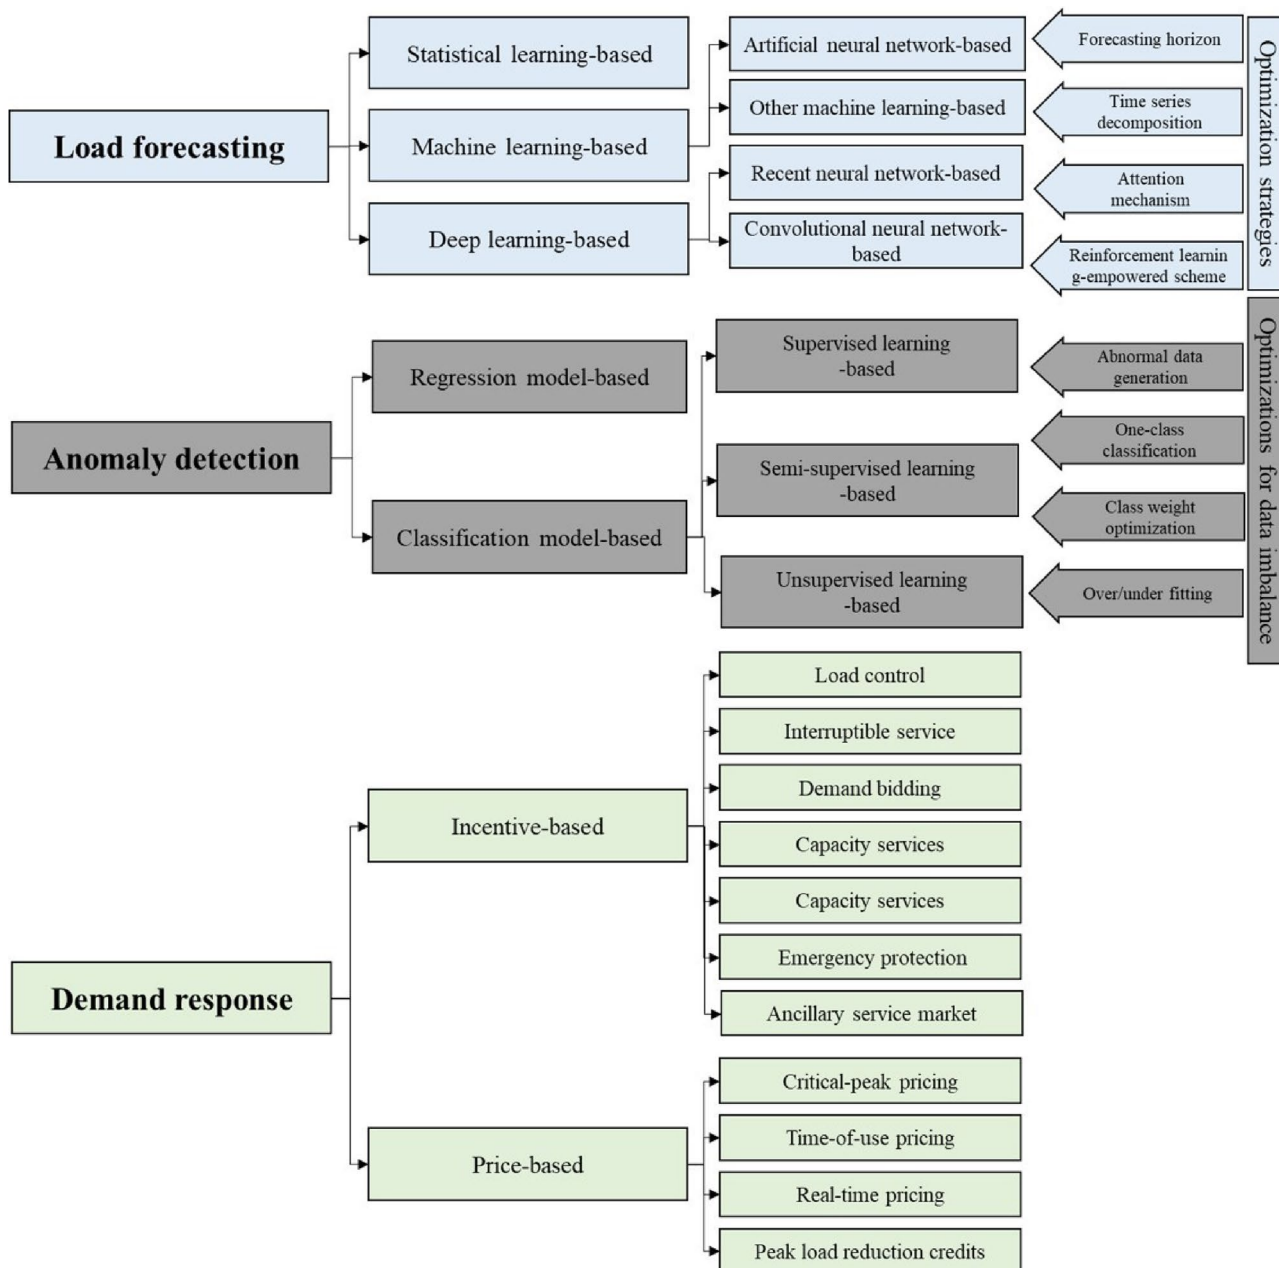 Load forecasting
Statistical learning-based
Machine learning-based
Deep learning-based
Artificial neural network-based
Other machine learning-based
Recent neural network-based
Convolutional neural network-
based
Forecasting horizon
Time series
decomposition
Attention
mechanism
Reinforcement learnin
g-empowered scheme
Optimization strategies
Anomaly detection
Regression model-based
Classification model-based
Supervised learning
-based
Semi-supervised learning
-based
Unsupervised learning
-based
Abnormal data
generation
One-class
classification
Class weight
optimization
Over/under fitting
Optimizations for data imbalance
Demand response
Incentive-based
Load control
Interruptible service
Demand bidding
Capacity services
Capacity services
Emergency protection
Ancillary service market
Price-based
Critical-peak pricing
Time-of-use pricing
Real-time pricing
Peak load reduction credits